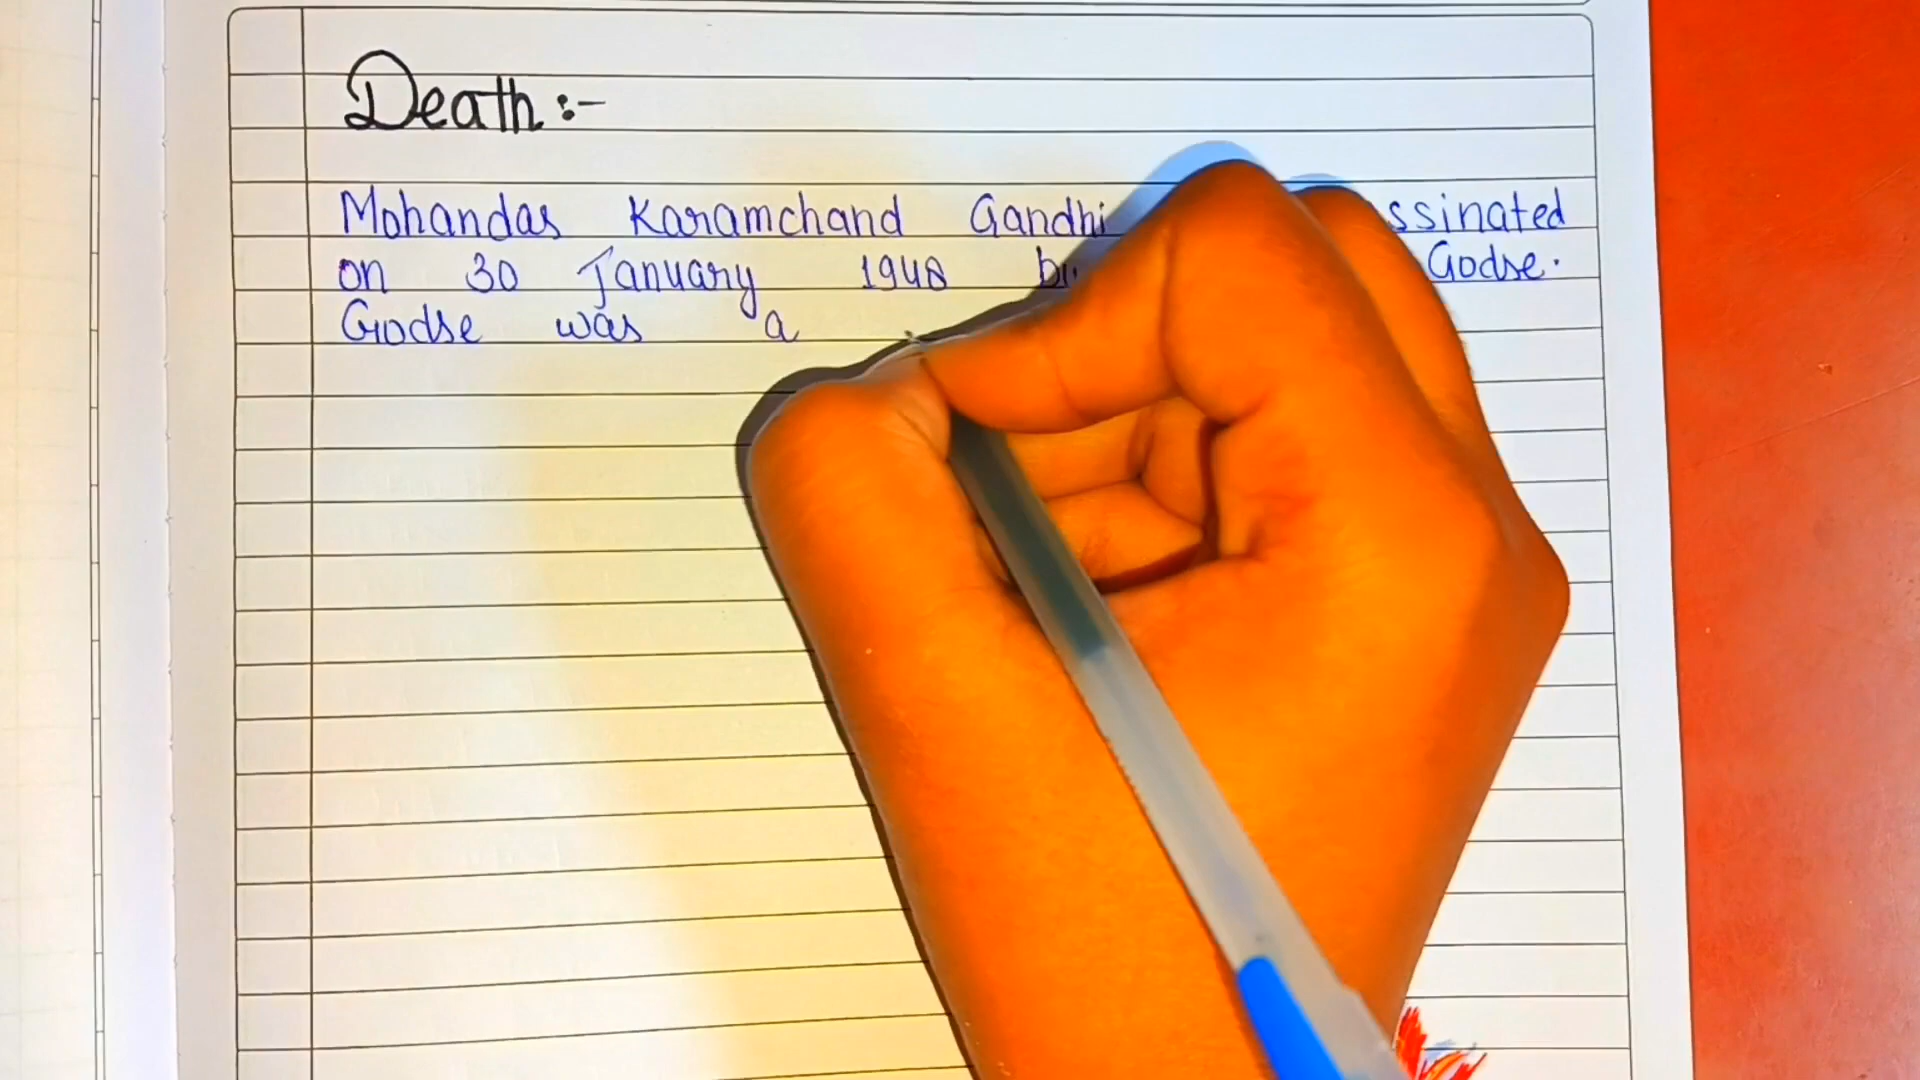 Death:-
Mohandas Karamchand Gandhi ssinated
on 30 January 1948 Godse.
Godse was a